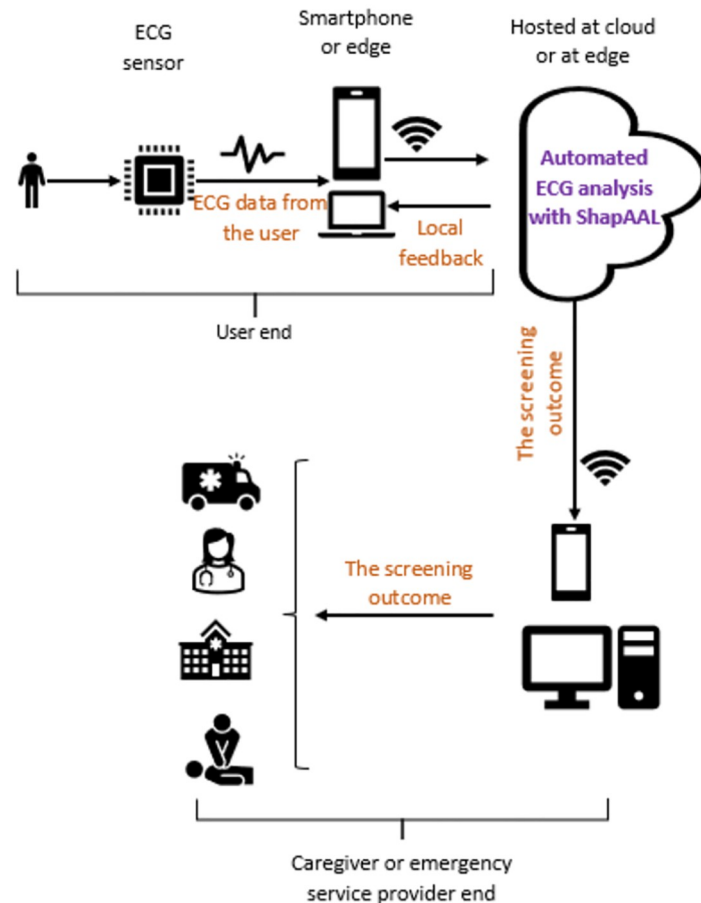 ECG
sensor
Smartphone
or edge
Hosted at cloud
or at edge
ECG data from
the user
Local
feedback
Automated
ECG analysis
with ShapAAL
User end
The screening
outcome
The screening
outcome
Caregiver or emergency
service provider end